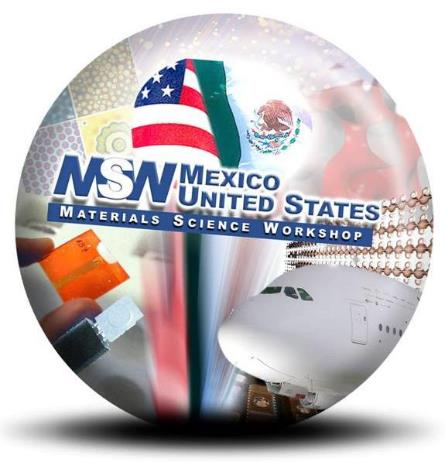 MSW MEXICO
UNITED STATES
MATERIALS SCIENCE WORKSHOP